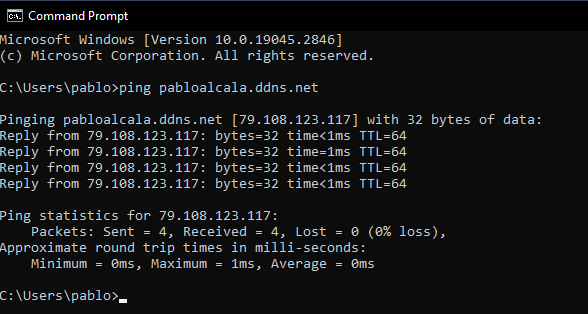 Command Prompt
Microsoft Windows [Version 10.0.19045.2846]
(c) Microsoft Corporation. All rights reserved.
C:\Users\pablo>ping pabloalcala.ddns.net
Pinging pabloalcala.ddns.net [79.108.123.117] with 32 bytes of data:
Reply from 79.108.123.117: bytes=32 time<1ms TTL=64
Reply from 79.108.123.117: bytes=32 time=1ms TTL=64
Reply from 79.108.123.117: bytes=32 time<1ms TTL=64
Reply from 79.108.123.117: bytes=32 time<1ms TTL=64
Ping statistics for 79.108.123.117:
    Packets: Sent = 4, Received = 4, Lost = 0 (0% loss),
Approximate round trip times in milli-seconds:
    Minimum = 0ms, Maximum = 1ms, Average = 0ms
C:\Users\pablo>